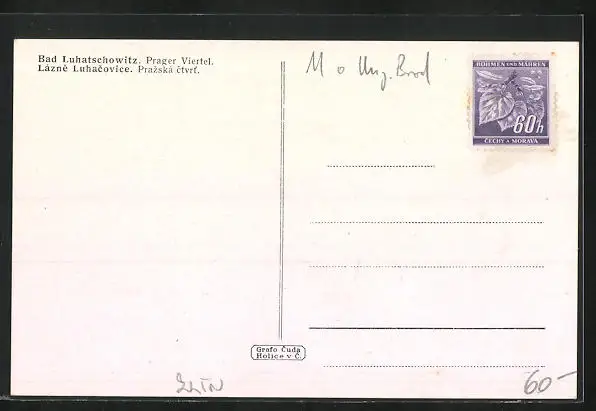 Bad Luhatschowitz. Prager Viertel.
Lázně Luhačovice. Pražská čtvrť.
M o Ung. Brod
BÖHMEN UND MÄHREN
60h
ČECHY A MORAVA
Grafo Čuda
Holice v Č.
ZLÍN
60-